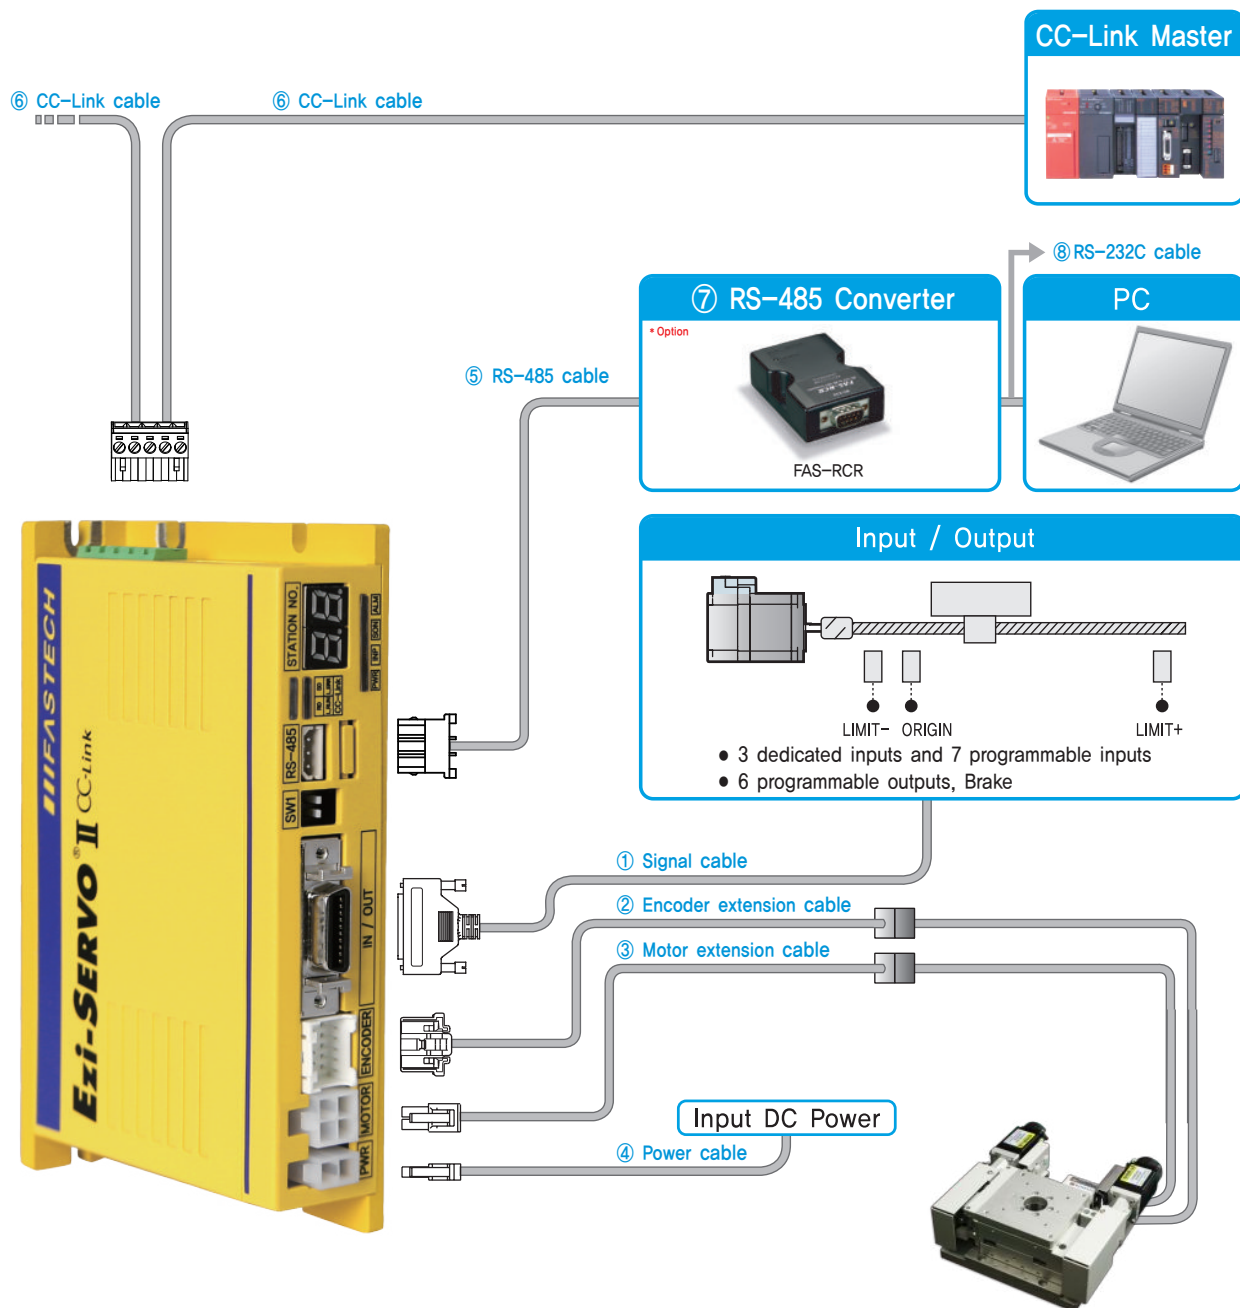 CC-Link Master
⑥ CC-Link cable
⑥ CC-Link cable
⑧ RS-232C cable
⑦ RS-485 Converter
* Option
FAS-RCR
PC
⑤ RS-485 cable
Input / Output
LIMIT- ORIGIN LIMIT+
● 3 dedicated inputs and 7 programmable inputs
● 6 programmable outputs, Brake
① Signal cable
② Encoder extension cable
③ Motor extension cable
Input DC Power
④ Power cable
FASTECH
Ezi-SERVO® II CC-Link
STATION NO.
PWR INP SON ALM
CC-Link
RS-485
SW1
IN / OUT
ENCODER
MOTOR
PWR